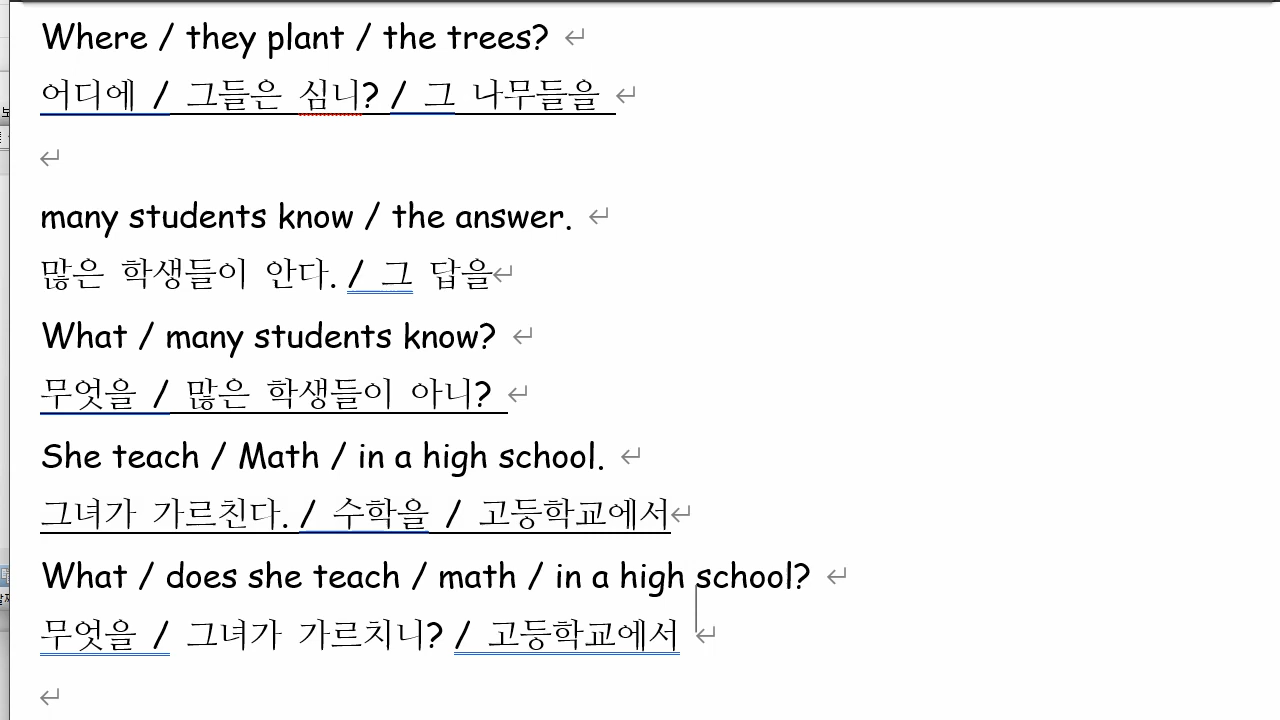 Where / they plant / the trees?
어디에 / 그들은 심니? / 그 나무들을
many students know / the answer.
많은 학생들이 안다. / 그 답을
What / many students know?
무엇을 / 많은 학생들이 아니?
She teach / Math / in a high school.
그녀가 가르친다. / 수학을 / 고등학교에서
What / does she teach / math / in a high school?
무엇을 / 그녀가 가르치니? / 고등학교에서